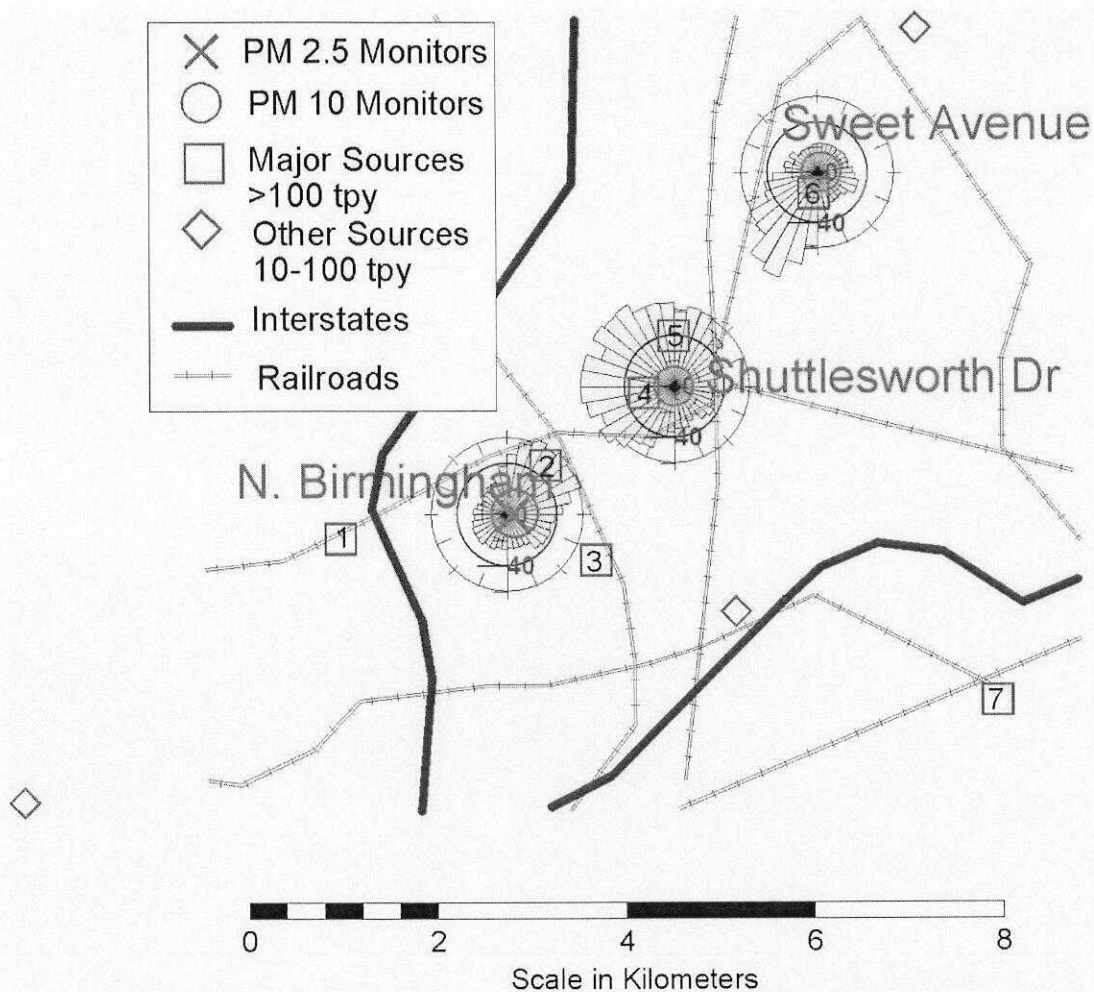 PM 2.5 Monitors
PM 10 Monitors
Major Sources
>100 tpy
Other Sources
10-100 tpy
Interstates
Railroads
Sweet Avenue
6
40
5
Shuttlesworth Dr
4
40
N. Birmingham
2
1
3
40
7
0
2
4
6
8
Scale in Kilometers